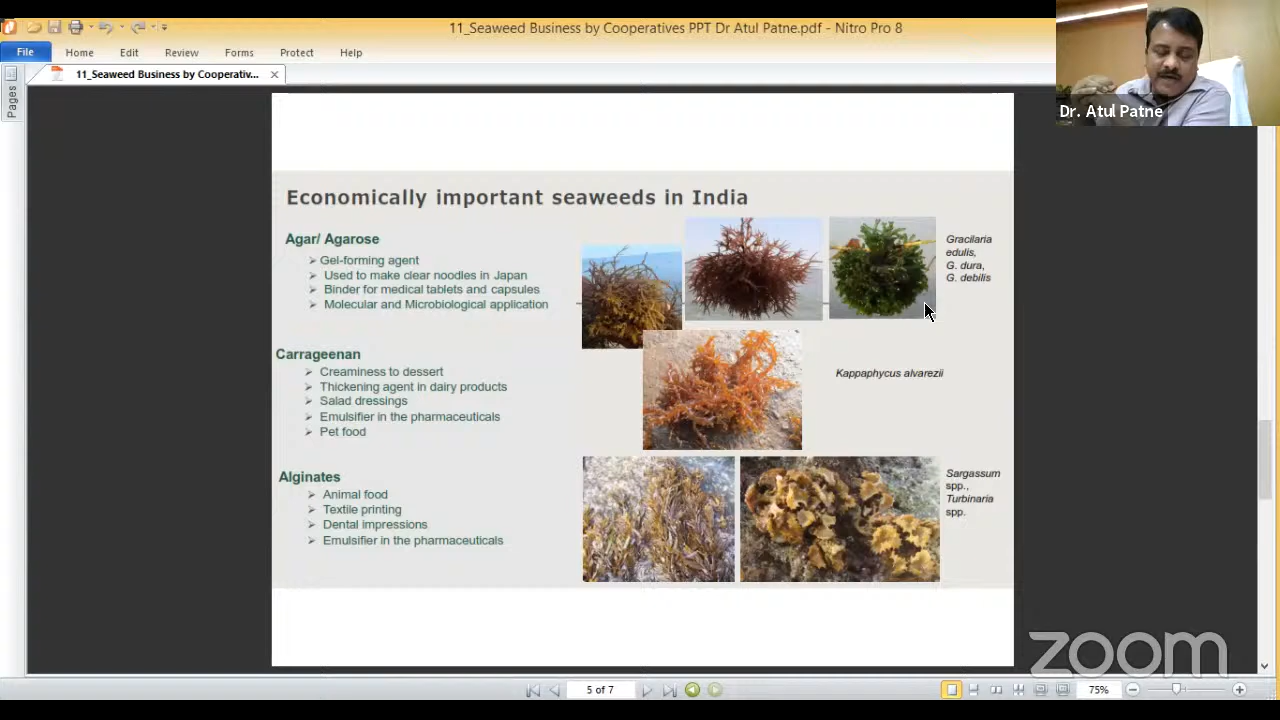 11_Seaweed Business by Cooperatives PPT Dr Atul Patne.pdf - Nitro Pro 8
File Home Edit Review Forms Protect Help
11_Seaweed Business by Cooperativ...
Pages
Dr. Atul Patne
Economically important seaweeds in India
Agar/ Agarose
Gel-forming agent
Used to make clear noodles in Japan
Binder for medical tablets and capsules
Molecular and Microbiological application
Gracilaria
edulis,
G. dura,
G. debilis
Carrageenan
Creaminess to dessert
Thickening agent in dairy products
Salad dressings
Emulsifier in the pharmaceuticals
Pet food
Kappaphycus alvarezii
Alginates
Animal food
Textile printing
Dental impressions
Emulsifier in the pharmaceuticals
Sargassum
spp.,
Turbinaria
spp.
zoom
5 of 7
75%